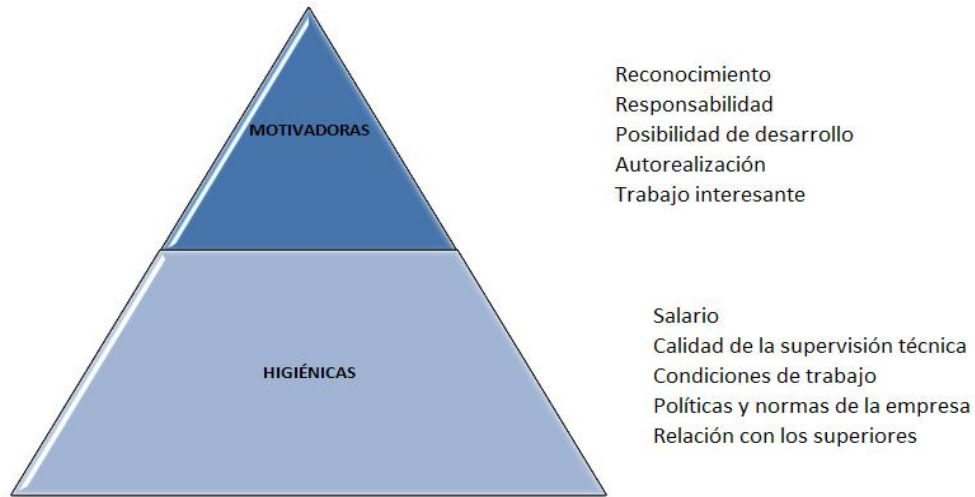 MOTIVADORAS
Reconocimiento
Responsabilidad
Posibilidad de desarrollo
Autorealización
Trabajo interesante
HIGIÉNICAS
Salario
Calidad de la supervisión técnica
Condiciones de trabajo
Políticas y normas de la empresa
Relación con los superiores